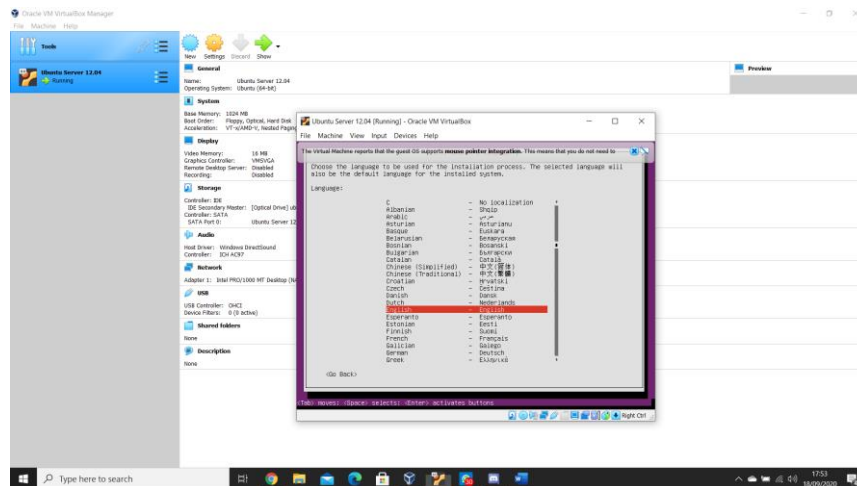 Oracle VM VirtualBox Manager
File Machine Help
Tools
New Settings Discard Show
Ubuntu Server 12.04
Running
General
Name: Ubuntu Server 12.04
Operating System: Ubuntu (64-bit)
System
Base Memory: 1024 MB
Boot Order: Floppy, Optical, Hard Disk
Acceleration: VT-x/AMD-V, Nested Paging
Display
Video Memory: 16 MB
Graphics Controller: VMSVGA
Remote Desktop Server: Disabled
Recording: Disabled
Storage
Controller: IDE
IDE Secondary Master: [Optical Drive] ub
Controller: SATA
SATA Port 0: Ubuntu Server 12
Audio
Host Driver: Windows DirectSound
Controller: ICH AC97
Network
Adapter 1: Intel PRO/1000 MT Desktop (NA
USB
USB Controller: OHCI
Device Filters: 0 (0 active)
Shared folders
None
Description
None
Preview
Ubuntu Server 12.04 [Running] - Oracle VM VirtualBox
File Machine View Input Devices Help
The Virtual Machine reports that the guest OS supports mouse pointer integration. This means that you do not need to
Choose the language to be used for the installation process. The selected language will
also be the default language for the installed system.
Language:
C - No localization
Albanian - Shqip
Arabic - عربي
Asturian - Asturianu
Basque - Euskara
Belarusian - Беларуская
Bosnian - Bosanski
Bulgarian - Български
Catalan - Català
Chinese (Simplified) - 中文(简体)
Chinese (Traditional) - 中文(繁體)
Croatian - Hrvatski
Czech - Čeština
Danish - Dansk
Dutch - Nederlands
English - English
Esperanto - Esperanto
Estonian - Eesti
Finnish - Suomi
French - Français
Galician - Galego
German - Deutsch
Greek - Ελληνικά
<Go Back>
<Tab> moves; <Space> selects; <Enter> activates buttons
Right Ctrl
Type here to search
17:53
18/09/2020